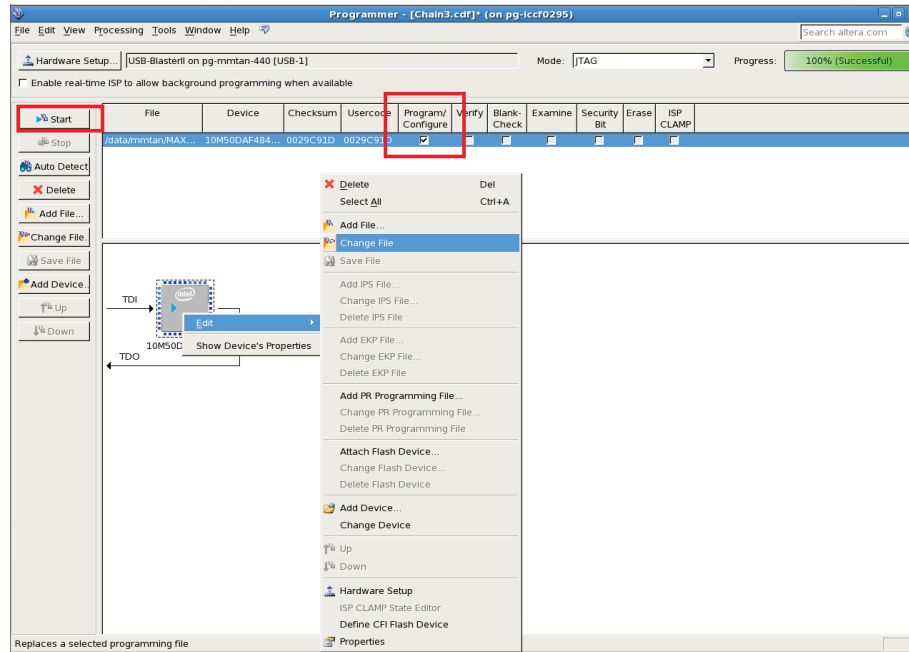 Programmer - [Chain3.cdf]* (on pg-iccf0295)
File Edit View Processing Tools Window Help
Search altera.com
Hardware Setup... USB-BlasterII on pg-mmtan-440 [USB-1] Mode: JTAG Progress: 100% (Successful)
Enable real-time ISP to allow background programming when available
File Device Checksum Usercode Program/ Configure Verify Blank- Check Examine Security Bit Erase ISP CLAMP
/data/mmtan/MAX... 10M50DAF484... 0029C91D 0029C91D
Start
Stop
Auto Detect
Delete
Add File...
Change File.
Save File
Add Device.
Up
Down
TDI
intel
10M50D
TDO
Edit
Show Device's Properties
Delete Del
Select All Ctrl+A
Add File...
Change File
Save File
Add IPS File...
Change IPS File...
Delete IPS File
Add EKP File...
Change EKP File...
Delete EKP File
Add PR Programming File...
Change PR Programming File...
Delete PR Programming File
Attach Flash Device...
Change Flash Device...
Delete Flash Device
Add Device...
Change Device
Up
Down
Hardware Setup
ISP CLAMP State Editor
Define CFI Flash Device
Properties
Replaces a selected programming file